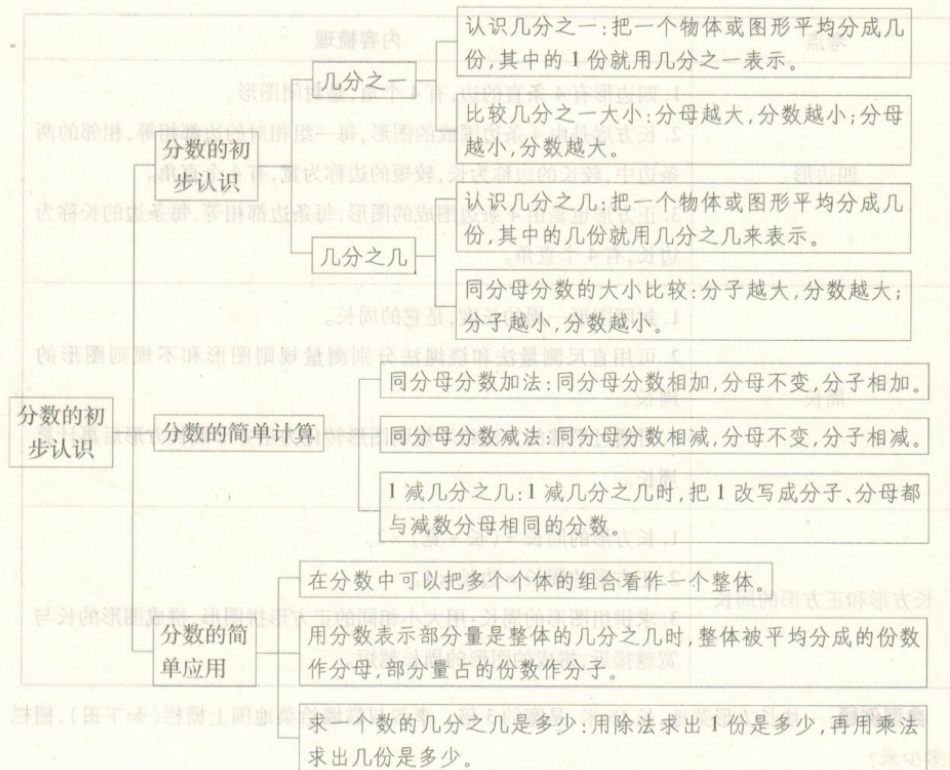 认识几分之一:把一个物体或图形平均分成几
份,其中的 1 份就用几分之一表示。
几分之一
比较几分之一大小:分母越大,分数越小;分母
越小,分数越大。
分数的初
步认识
认识几分之几:把一个物体或图形平均分成几
份,其中的几份就用几分之几来表示。
几分之几
同分母分数的大小比较:分子越大,分数越大;
分子越小,分数越小。
分数的初
步认识
同分母分数加法:同分母分数相加,分母不变,分子相加。
分数的简单计算
同分母分数减法:同分母分数相减,分母不变,分子相减。
1 减几分之几:1 减几分之几时,把 1 改写成分子、分母都
与减数分母相同的分数。
在分数中可以把多个个体的组合看作一个整体。
分数的简
单应用
用分数表示部分量是整体的几分之几时,整体被平均分成的份数
作分母,部分量占的份数作分子。
求一个数的几分之几是多少:用除法求出 1 份是多少,再用乘法
求出几份是多少。